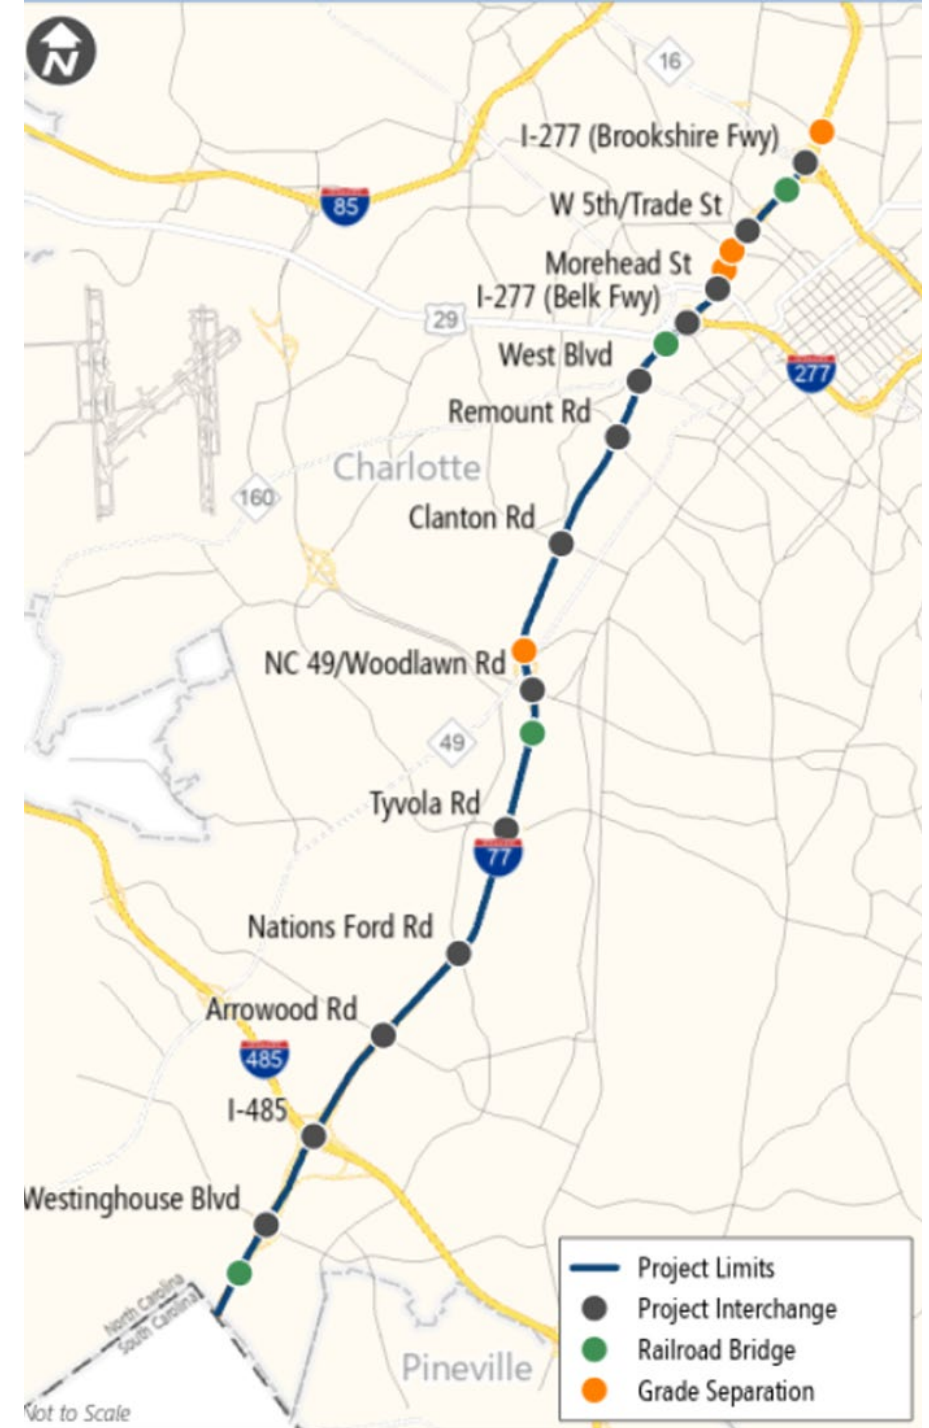 N
16
I-277 (Brookshire Fwy)
85
W 5th/Trade St
Morehead St
I-277 (Belk Fwy)
29
West Blvd
277
Remount Rd
Charlotte
160
Clanton Rd
NC 49/Woodlawn Rd
49
Tyvola Rd
77
Nations Ford Rd
Arrowood Rd
485
I-485
Westinghouse Blvd
Project Limits
North Carolina
Project Interchange
South Carolina
Railroad Bridge
Pineville
Grade Separation
Not to Scale